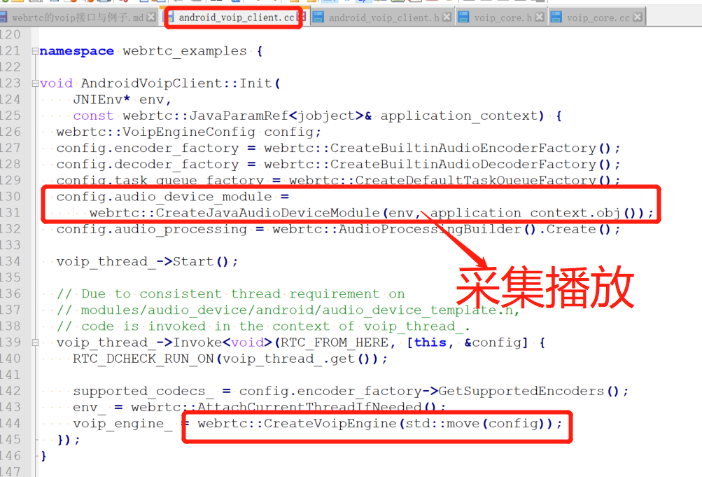 webrtc的voip接口与例子.md android_voip_client.cc android_voip_client.h voip_core.h voip_core.cc
120
121 namespace webrtc_examples {
122
123 void AndroidVoipClient::Init(
124 JNIEnv* env,
125 const webrtc::JavaParamRef<jobject>& application_context) {
126 webrtc::VoipEngineConfig config;
127 config.encoder_factory = webrtc::CreateBuiltinAudioEncoderFactory();
128 config.decoder_factory = webrtc::CreateBuiltinAudioDecoderFactory();
129 config.task_queue_factory = webrtc::CreateDefaultTaskQueueFactory();
130 config.audio_device_module =
131 webrtc::CreateJavaAudioDeviceModule(env, application_context.obj());
132 config.audio_processing = webrtc::AudioProcessingBuilder().Create();
133
采集播放
134 voip_thread_->Start();
135
136 // Due to consistent thread requirement on
137 // modules/audio_device/android/audio_device_template.h,
138 // code is invoked in the context of voip_thread_.
139 voip_thread_->Invoke<void>(RTC_FROM_HERE, [this, &config] {
140 RTC_DCHECK_RUN_ON(voip_thread_.get());
141
142 supported_codecs_ = config.encoder_factory->GetSupportedEncoders();
143 env_ = webrtc::AttachCurrentThreadIfNeeded();
144 voip_engine_ = webrtc::CreateVoipEngine(std::move(config));
145 });
146 }
147